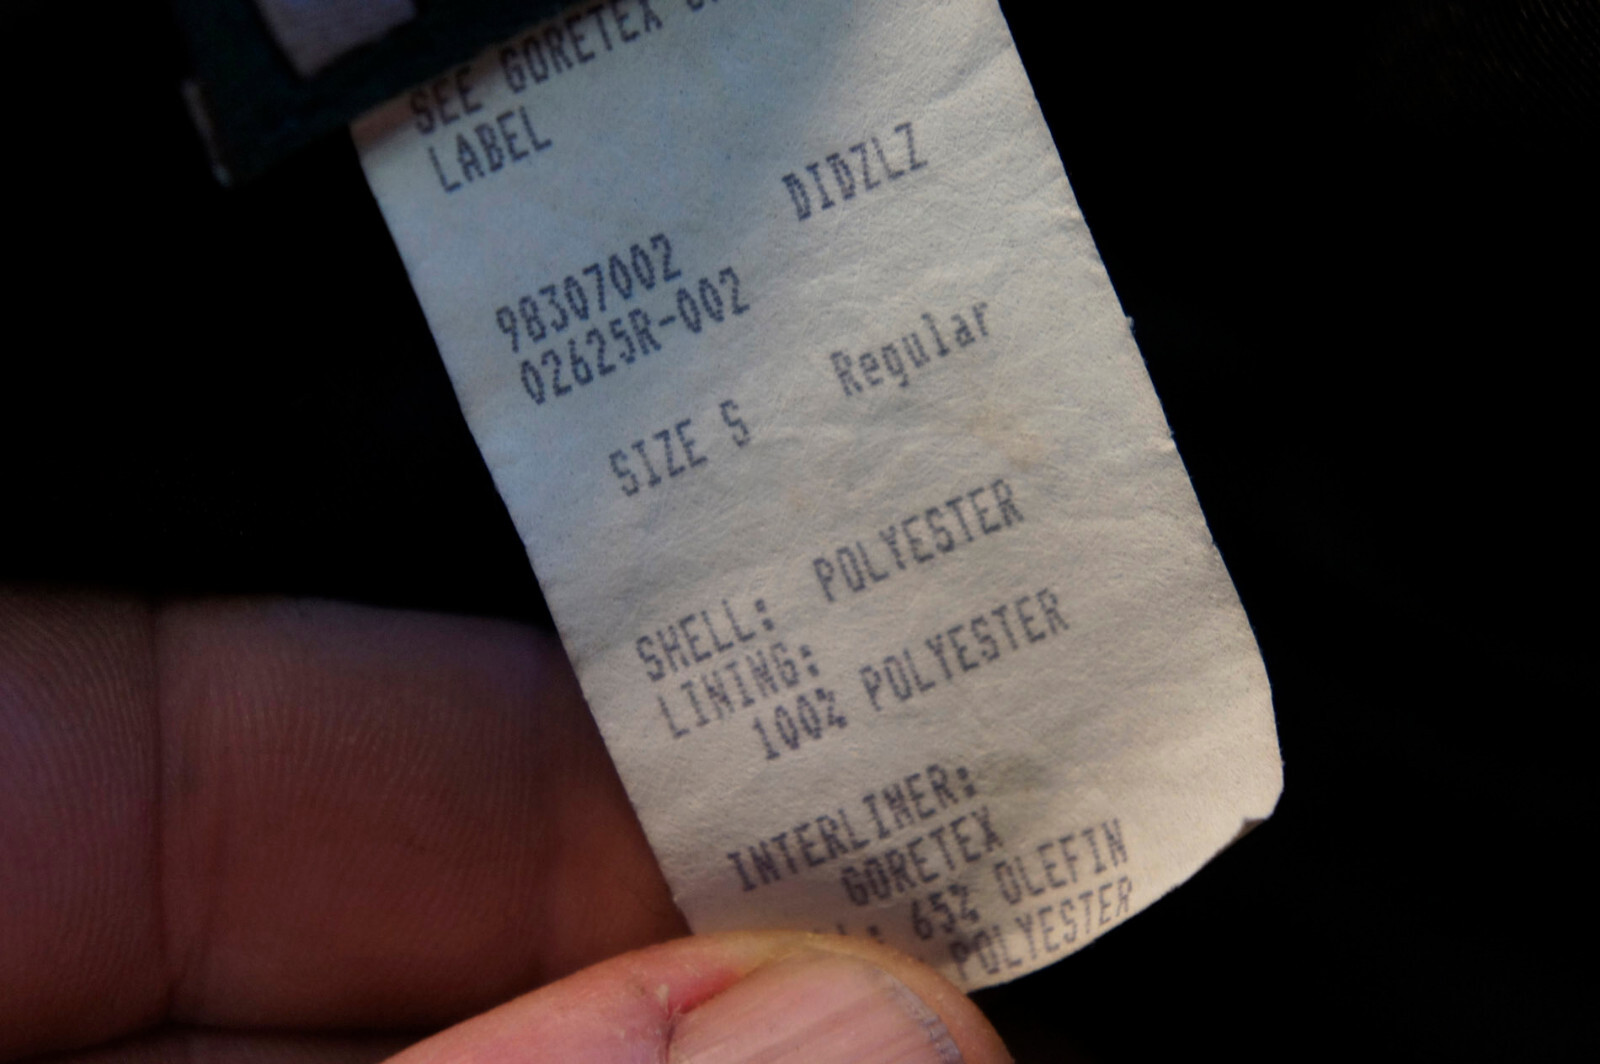 SEE GORETEX
LABEL
DIDZLZ
98307002
02625R-002
SIZE S Regular
SHELL: POLYESTER
LINING:
100% POLYESTER
INTERLINER:
GORETEX
65% OLEFIN
POLYESTER